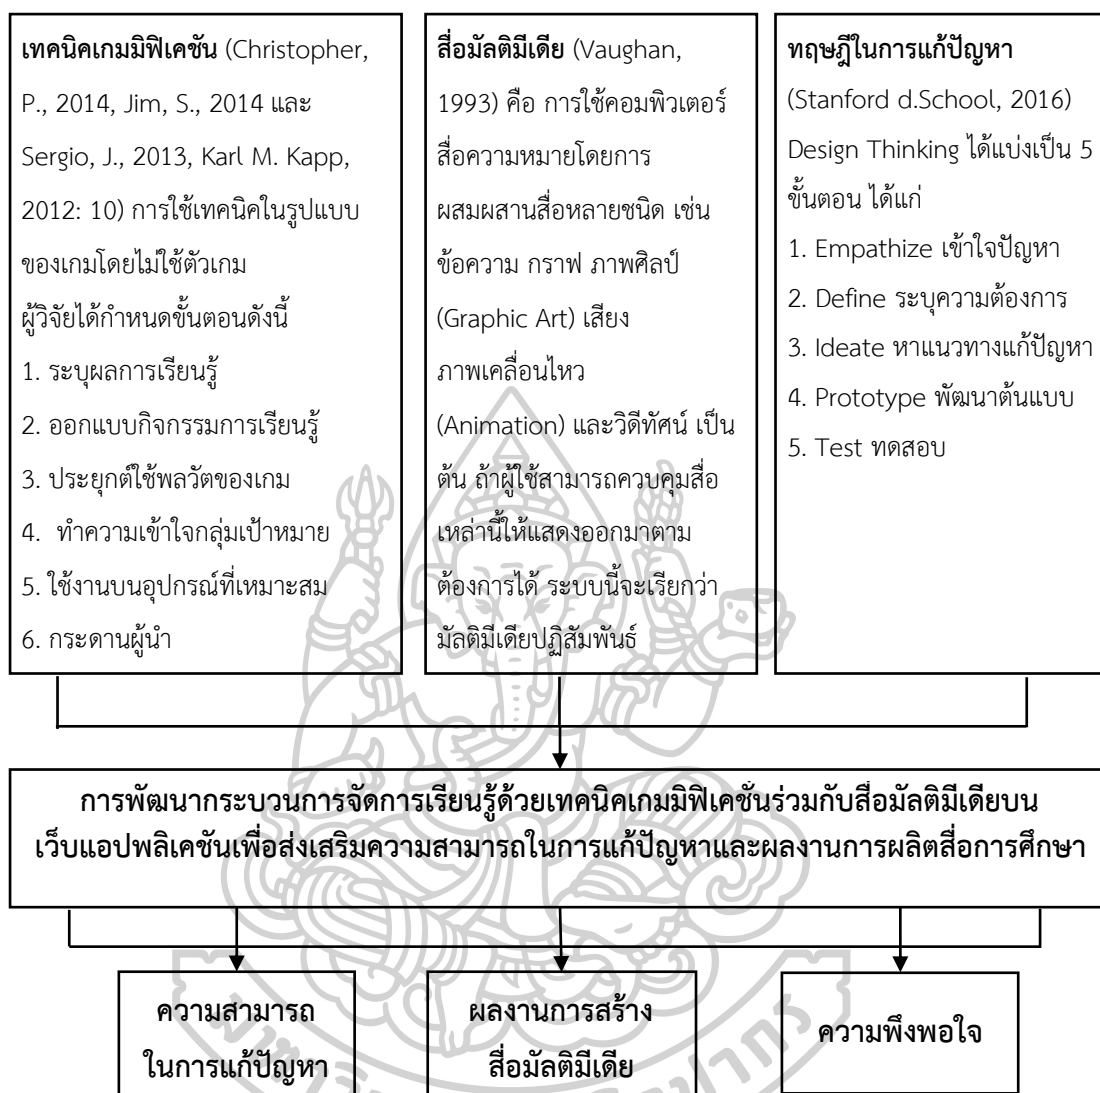 เทคนิคเกมมิฟิเคชัน (Christopher,
P., 2014, Jim, S., 2014 และ
Sergio, J., 2013, Karl M. Kapp,
2012: 10) การใช้เทคนิคในรูปแบบ
ของเกมโดยไม่ใช้ตัวเกม
ผู้วิจัยได้กำหนดขั้นตอนดังนี้
1. ระบุผลการเรียนรู้
2. ออกแบบกิจกรรมการเรียนรู้
3. ประยุกต์ใช้พลวัตของเกม
4. ทำความเข้าใจกลุ่มเป้าหมาย
5. ใช้งานบนอุปกรณ์ที่เหมาะสม
6. กระดานผู้นำ
สื่อมัลติมีเดีย (Vaughan,
1993) คือ การใช้คอมพิวเตอร์
สื่อความหมายโดยการ
ผสมผสานสื่อหลายชนิด เช่น
ข้อความ กราฟ ภาพศิลป์
(Graphic Art) เสียง
ภาพเคลื่อนไหว
(Animation) และวิดีทัศน์ เป็น
ต้น ถ้าผู้ใช้สามารถควบคุมสื่อ
เหล่านี้ให้แสดงออกมาตาม
ต้องการได้ ระบบนี้จะเรียกว่า
มัลติมีเดียปฏิสัมพันธ์
ทฤษฎีในการแก้ปัญหา
(Stanford d.School, 2016)
Design Thinking ได้แบ่งเป็น 5
ขั้นตอน ได้แก่
1. Empathize เข้าใจปัญหา
2. Define ระบุความต้องการ
3. Ideate หาแนวทางแก้ปัญหา
4. Prototype พัฒนาต้นแบบ
5. Test ทดสอบ
การพัฒนากระบวนการจัดการเรียนรู้ด้วยเทคนิคเกมมิฟิเคชั่นร่วมกับสื่อมัลติมีเดียบน
เว็บแอปพลิเคชันเพื่อส่งเสริมความสามารถในการแก้ปัญหาและผลงานการผลิตสื่อการศึกษา
ความสามารถ
ในการแก้ปัญหา
ผลงานการสร้าง
สื่อมัลติมีเดีย
ความพึงพอใจ